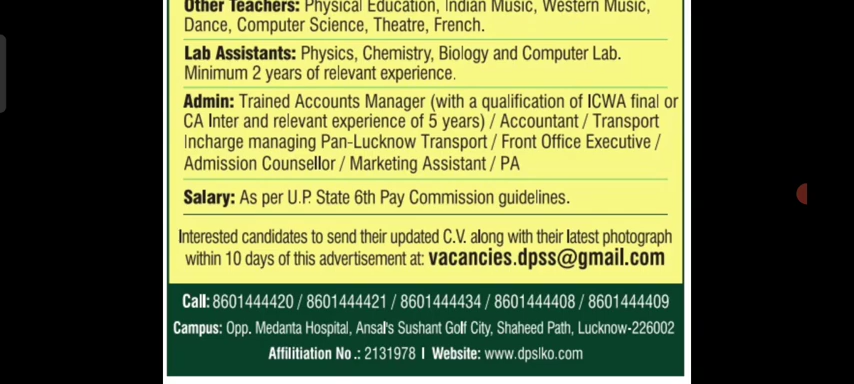 Other Teachers: Physical Education, Indian Music, Western Music,
Dance, Computer Science, Theatre, French.
Lab Assistants: Physics, Chemistry, Biology and Computer Lab.
Minimum 2 years of relevant experience.
Admin: Trained Accounts Manager (with a qualification of ICWA final or
CA Inter and relevant experience of 5 years) / Accountant / Transport
Incharge managing Pan-Lucknow Transport / Front Office Executive /
Admission Counsellor / Marketing Assistant / PA
Salary: As per U.P. State 6th Pay Commission guidelines.
Interested candidates to send their updated C.V. along with their latest photograph
within 10 days of this advertisement at: vacancies.dpss@gmail.com
Call: 8601444420 / 8601444421 / 8601444434 / 8601444408 / 8601444409
Campus: Opp. Medanta Hospital, Ansal's Sushant Golf City, Shaheed Path, Lucknow-226002
Affilitiation No.: 2131978 I Website: www.dpslko.com